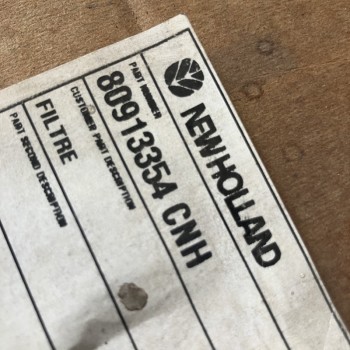 NEW HOLLAND
PART NUMBER
80913354 CNH
CUSTOMER PART DESCRIPTION
FILTRE
PART SECOND DESCRIPTION